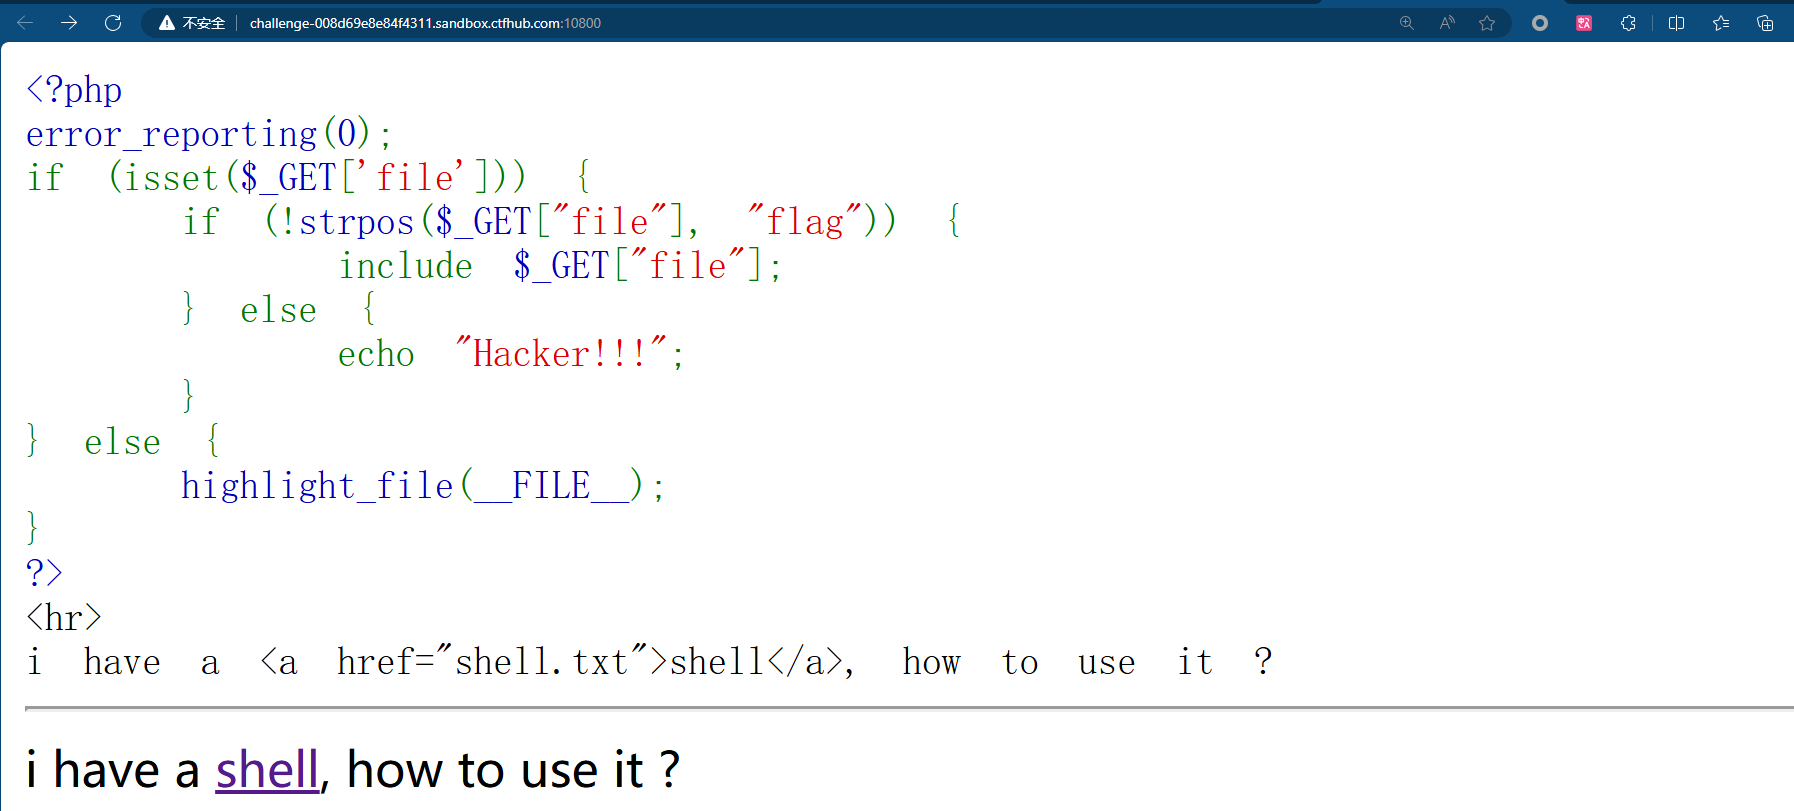 不安全 challenge-008d69e8e84f4311.sandbox.ctfhub.com:10800
<?php
error_reporting(0);
if (isset($_GET['file'])) {
if (!strpos($_GET["file"], "flag")) {
include $_GET["file"];
} else {
echo "Hacker!!!";
}
} else {
highlight_file(__FILE__);
}
?>
<hr>
i have a <a href="shell.txt">shell</a>, how to use it ?
i have a shell, how to use it ?